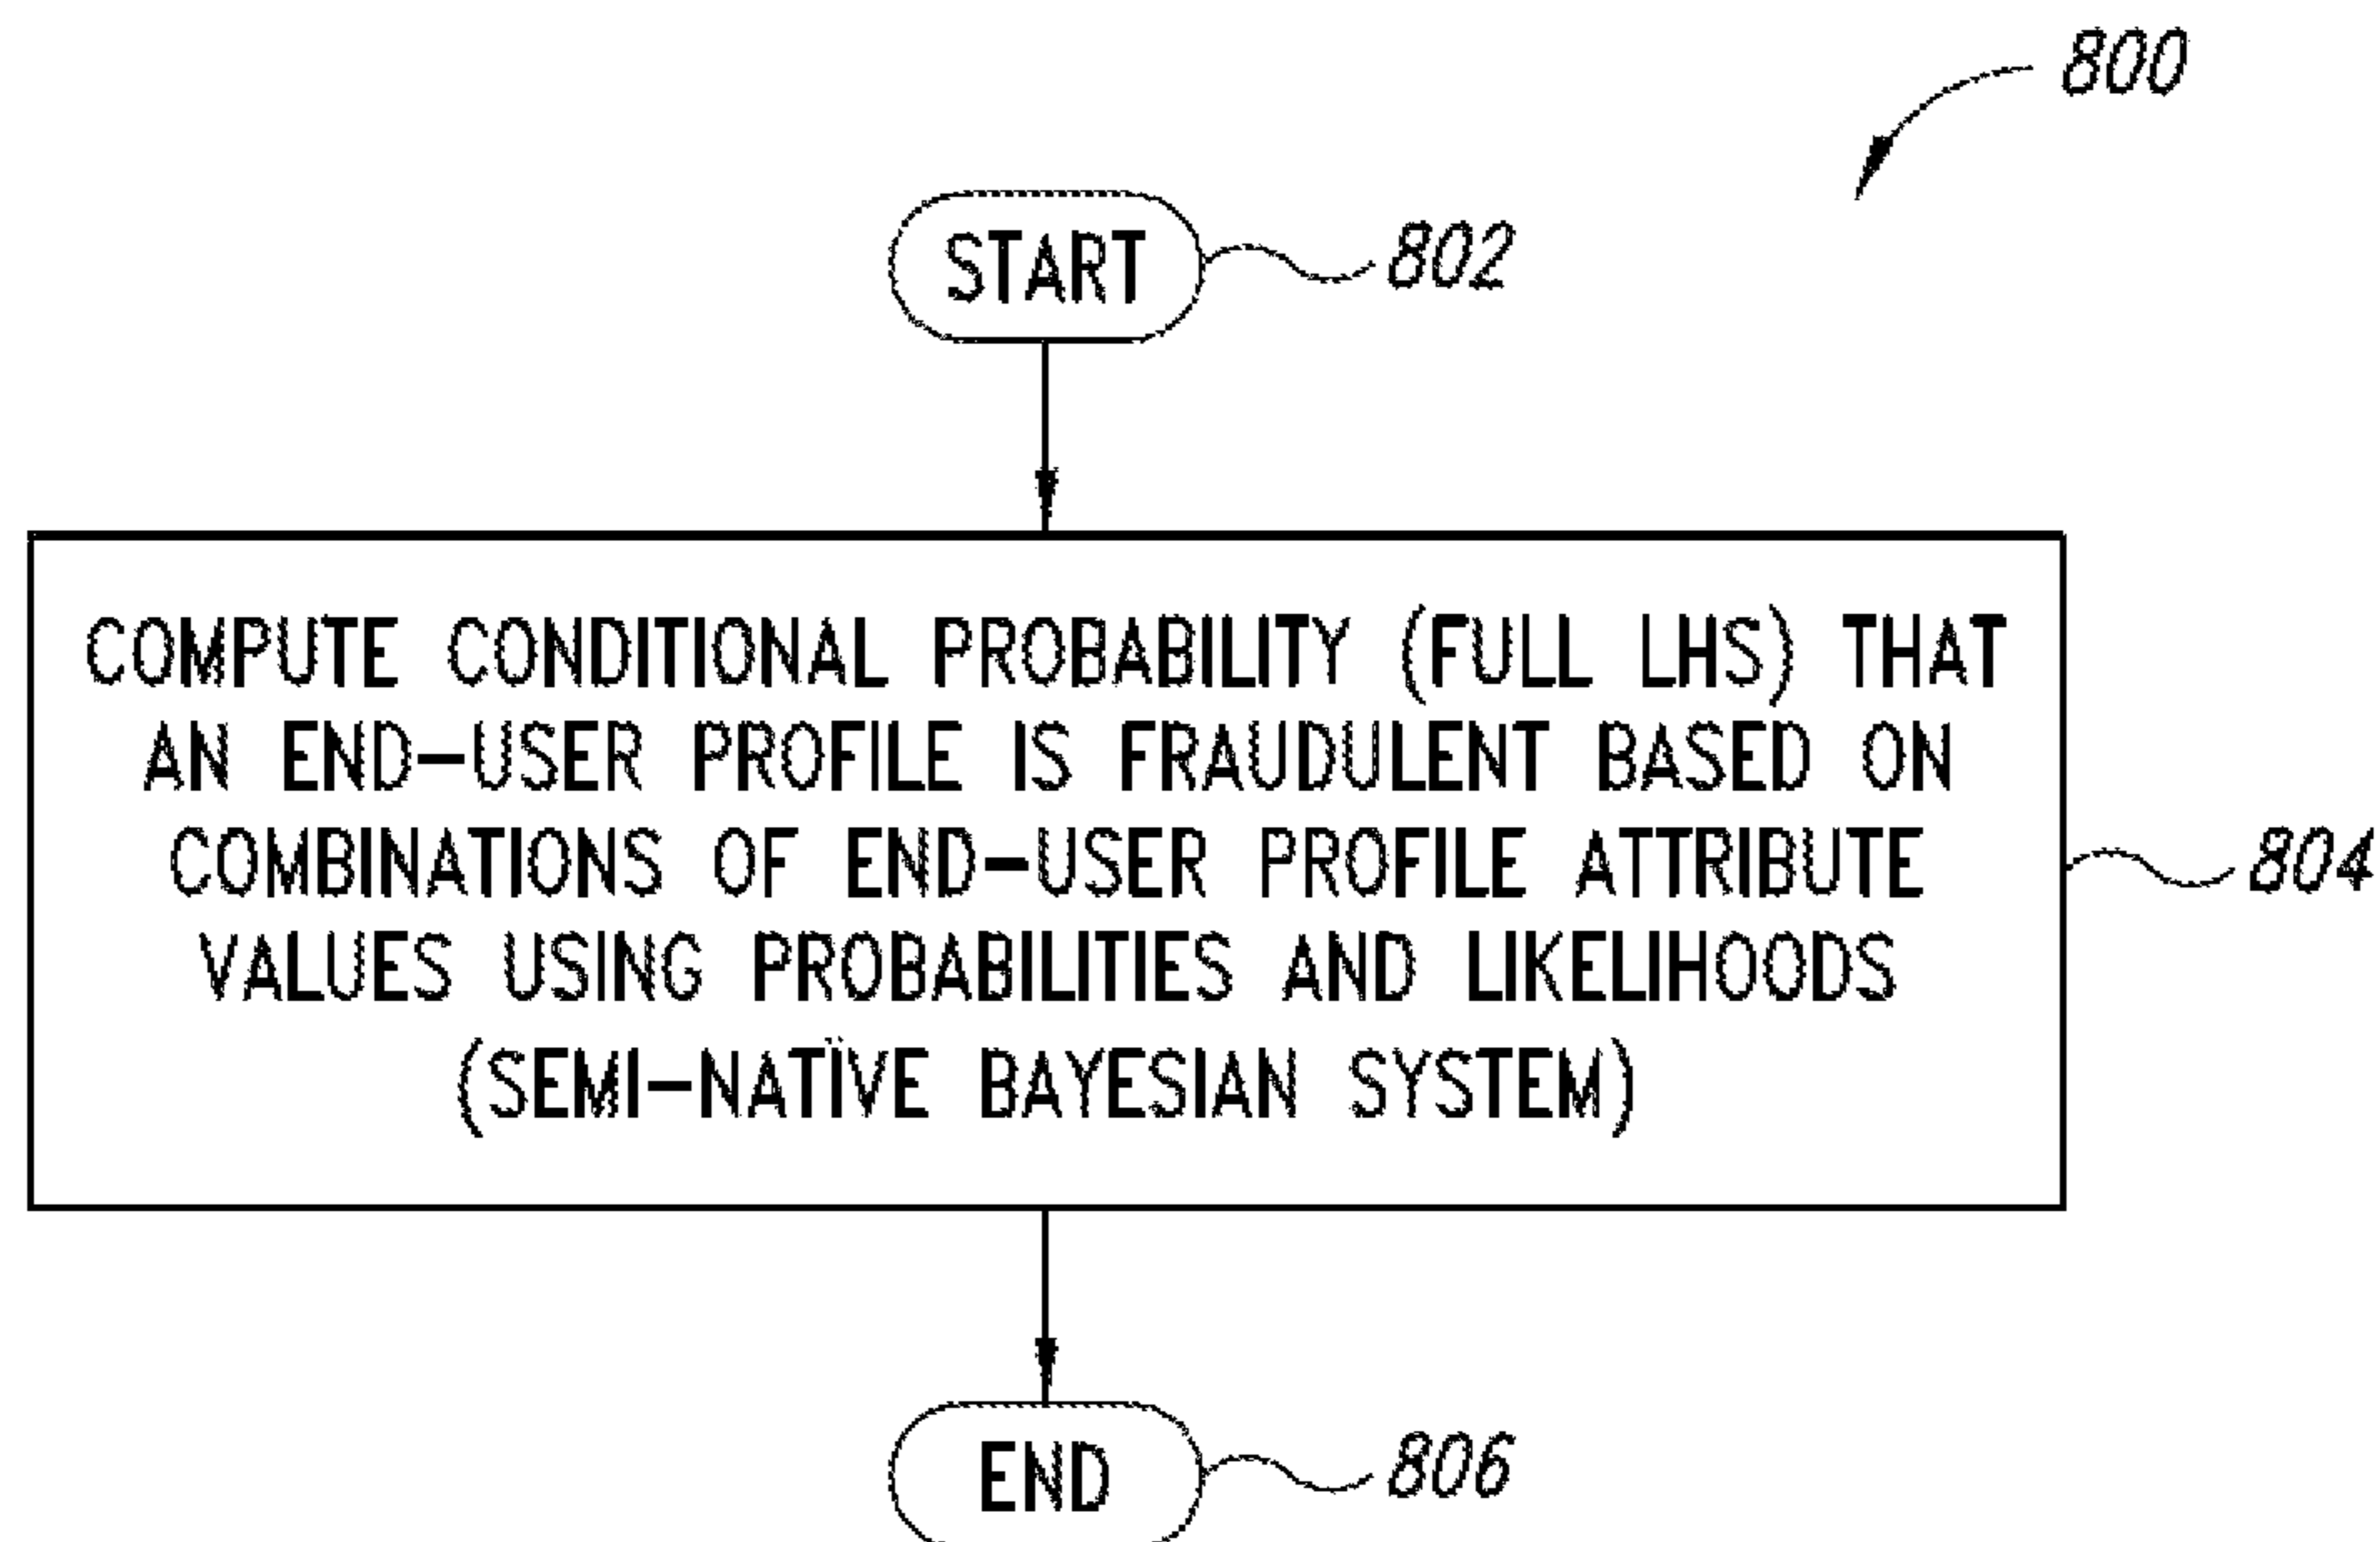 800
START 802
COMPUTE CONDITIONAL PROBABILITY (FULL LHS) THAT
AN END-USER PROFILE IS FRAUDULENT BASED ON
COMBINATIONS OF END-USER PROFILE ATTRIBUTE
804
VALUES USING PROBABILITIES AND LIKELIHOODS
(SEMI-NATÏVE BAYESIAN SYSTEM)
END 806